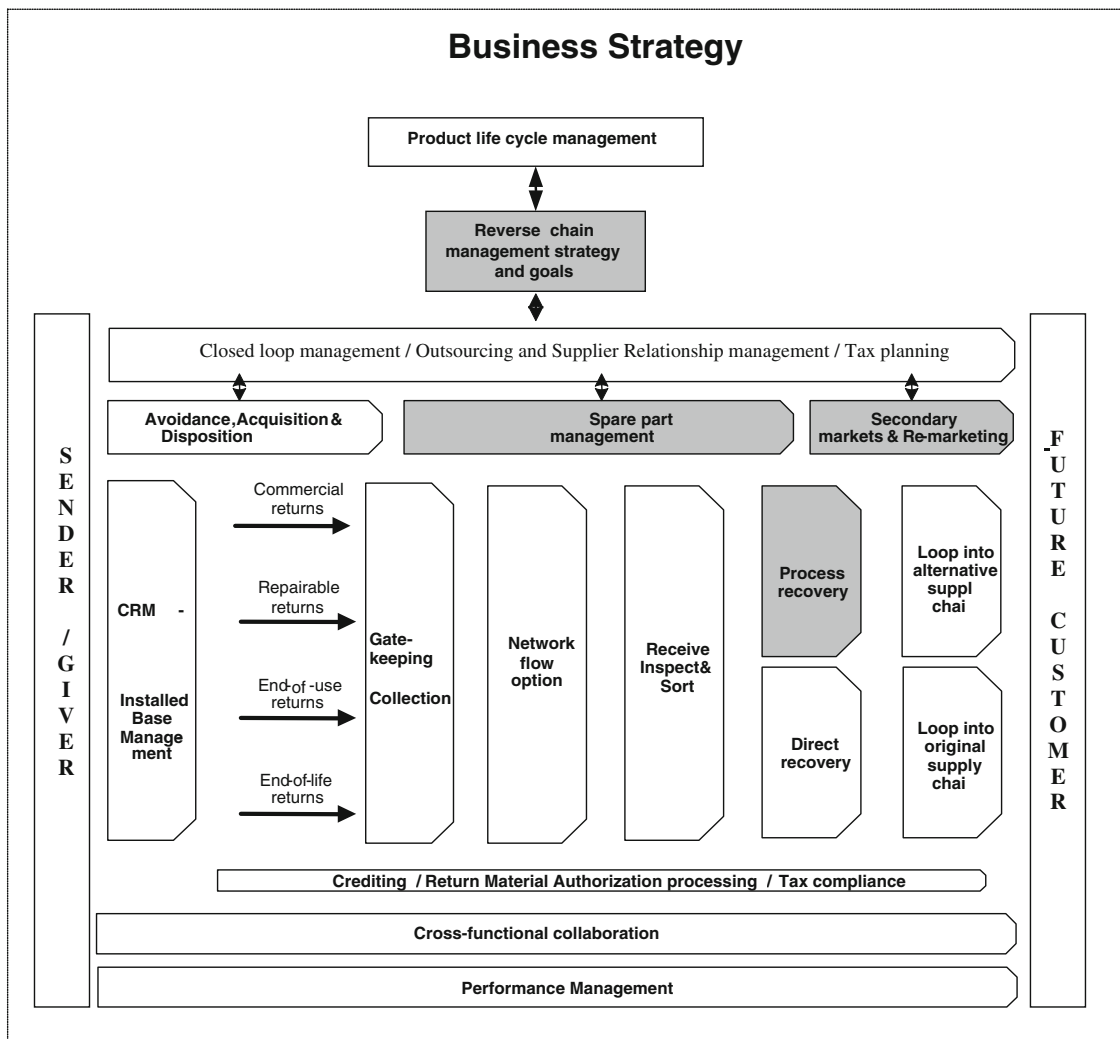 Business Strategy
Product life cycle management
Reverse chain
management strategy
and goals
Closed loop management / Outsourcing and Supplier Relationship management / Tax planning
Avoidance, Acquisition &
Disposition
Spare part
management
Secondary
markets & Re-marketing
S
E
N
D
E
R
/
G
I
V
E
R
CRM -
Installed
Base
Manage
ment
Commercial
returns
Repairable
returns
End-of -use
returns
End-of-life
returns
Gate-
keeping
Collection
Network
flow
option
Receive
Inspect&
Sort
Process
recovery
Direct
recovery
Loop into
alternative
suppl
chai
Loop into
original
supply
chai
-F
U
T
U
R
E
C
U
S
T
O
M
E
R
Crediting / Return Material Authorization processing / Tax compliance
Cross-functional collaboration
Performance Management